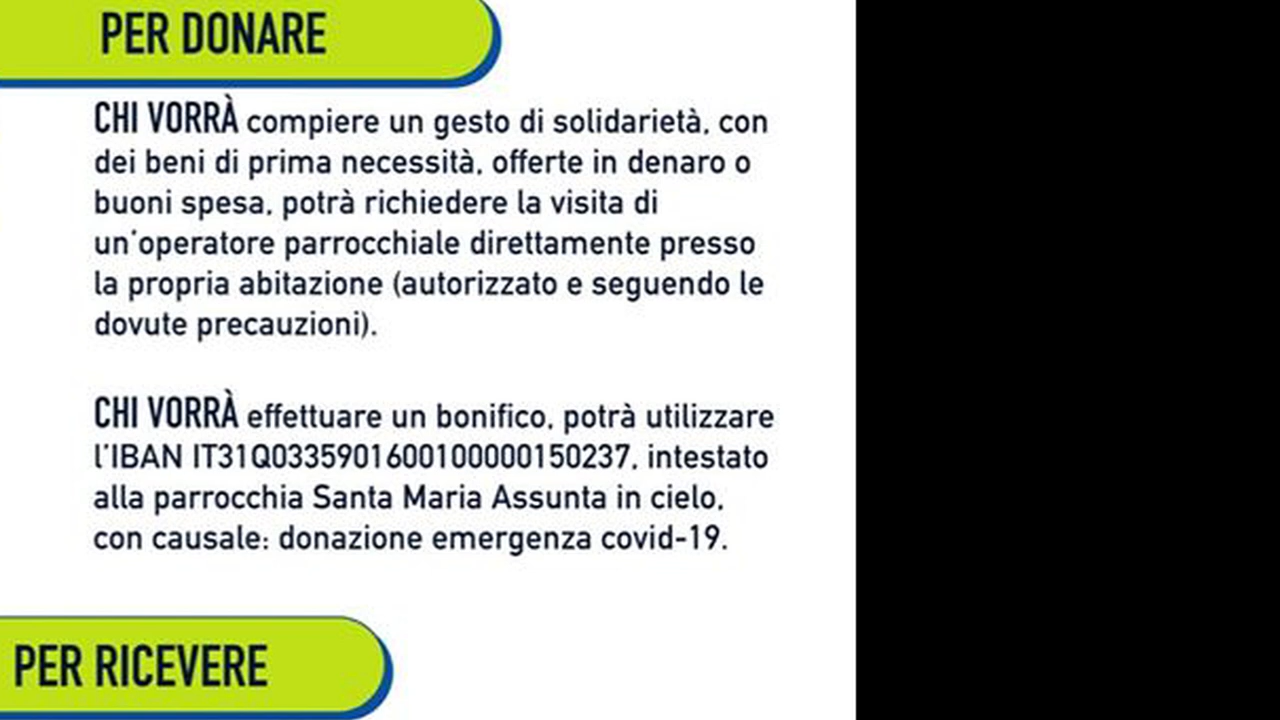 PER DONARE
CHI VORRÀ compiere un gesto di solidarietà, con
dei beni di prima necessità, offerte in denaro o
buoni spesa, potrà richiedere la visita di
un'operatore parrocchiale direttamente presso
la propria abitazione (autorizzato e seguendo le
dovute precauzioni).
CHI VORRÀ effettuare un bonifico, potrà utilizzare
l'IBAN IT31Q0335901600100000150237, intestato
alla parrocchia Santa Maria Assunta in cielo,
con causale: donazione emergenza covid-19.
PER RICEVERE